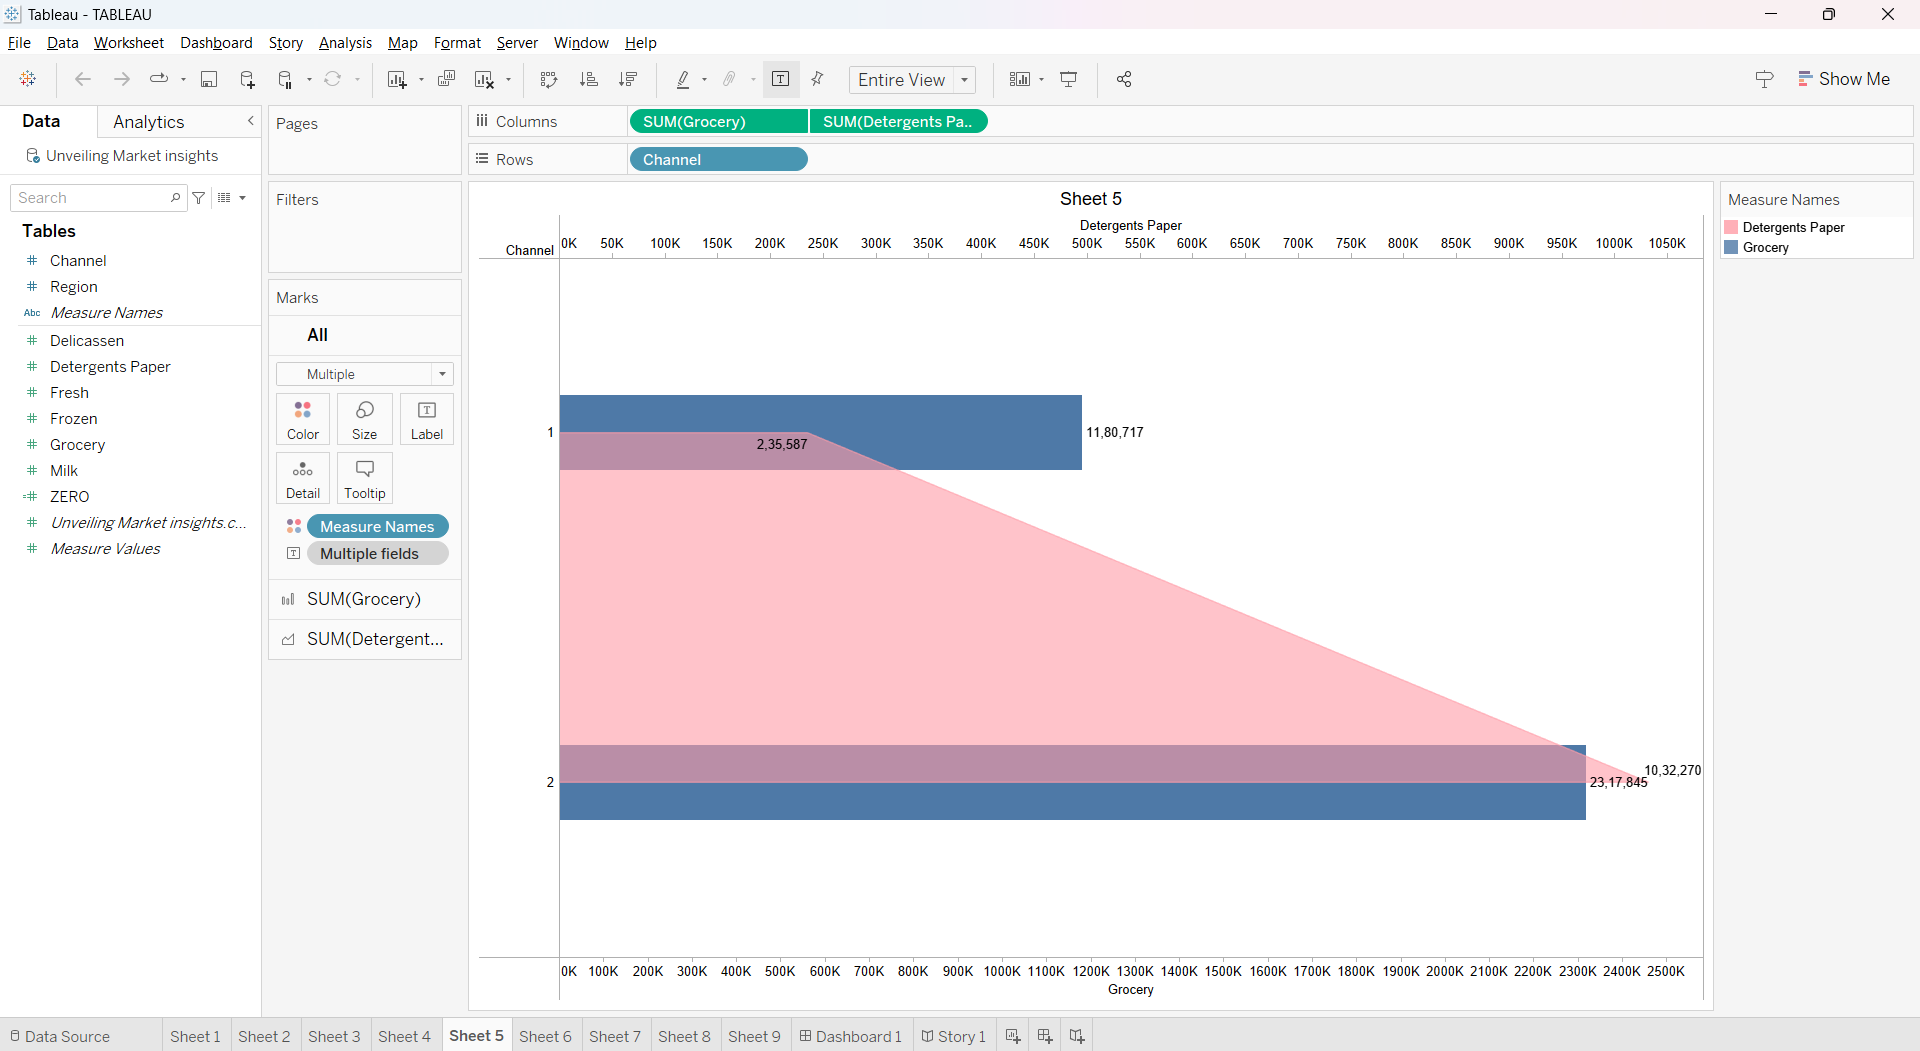 Tableau - TABLEAU
File Data Worksheet Dashboard Story Analysis Map Format Server Window Help
Entire View
Show Me
Data Analytics
Unveiling Market insights
Search
Tables
Channel
Region
Abc Measure Names
Delicassen
Detergents Paper
Fresh
Frozen
Grocery
Milk
ZERO
Unveiling Market insights.c...
Measure Values
Pages
Filters
Marks
All
Multiple
Color Size Label
Detail Tooltip
Measure Names
Multiple fields
SUM(Grocery)
SUM(Detergent...
Columns SUM(Grocery) SUM(Detergents Pa..
Rows Channel
Sheet 5
Detergents Paper
Channel 0K 50K 100K 150K 200K 250K 300K 350K 400K 450K 500K 550K 600K 650K 700K 750K 800K 850K 900K 950K 1000K 1050K
1 11,80,717
2,35,587
10,32,270
2 23,17,845
0K 100K 200K 300K 400K 500K 600K 700K 800K 900K 1000K 1100K 1200K 1300K 1400K 1500K 1600K 1700K 1800K 1900K 2000K 2100K 2200K 2300K 2400K 2500K
Grocery
Measure Names
Detergents Paper
Grocery
Data Source Sheet 1 Sheet 2 Sheet 3 Sheet 4 Sheet 5 Sheet 6 Sheet 7 Sheet 8 Sheet 9 Dashboard 1 Story 1